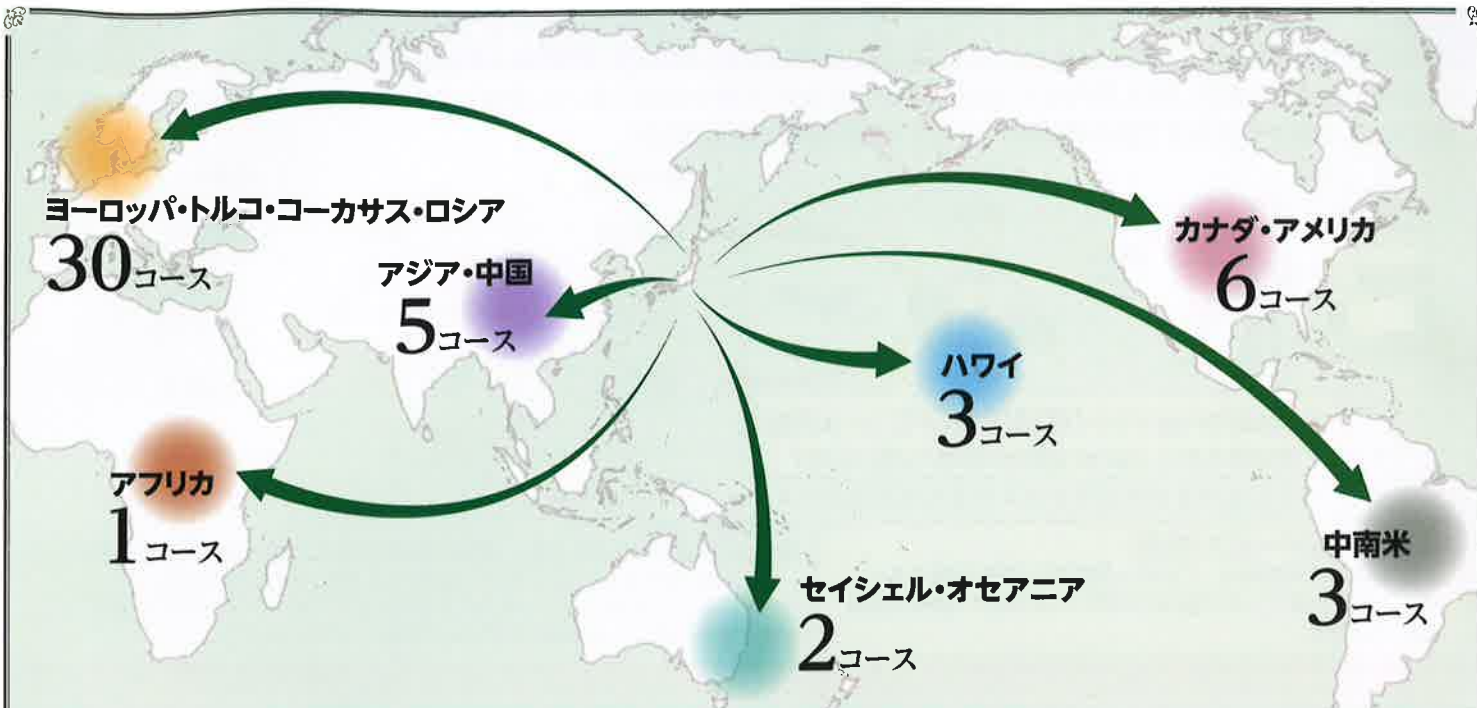 ヨーロッパ・トルコ・コーカサス・ロシア
30コース
アジア・中国
5コース
カナダ・アメリカ
6コース
ハワイ
3コース
アフリカ
1コース
セイシェル・オセアニア
2コース
中南米
3コース